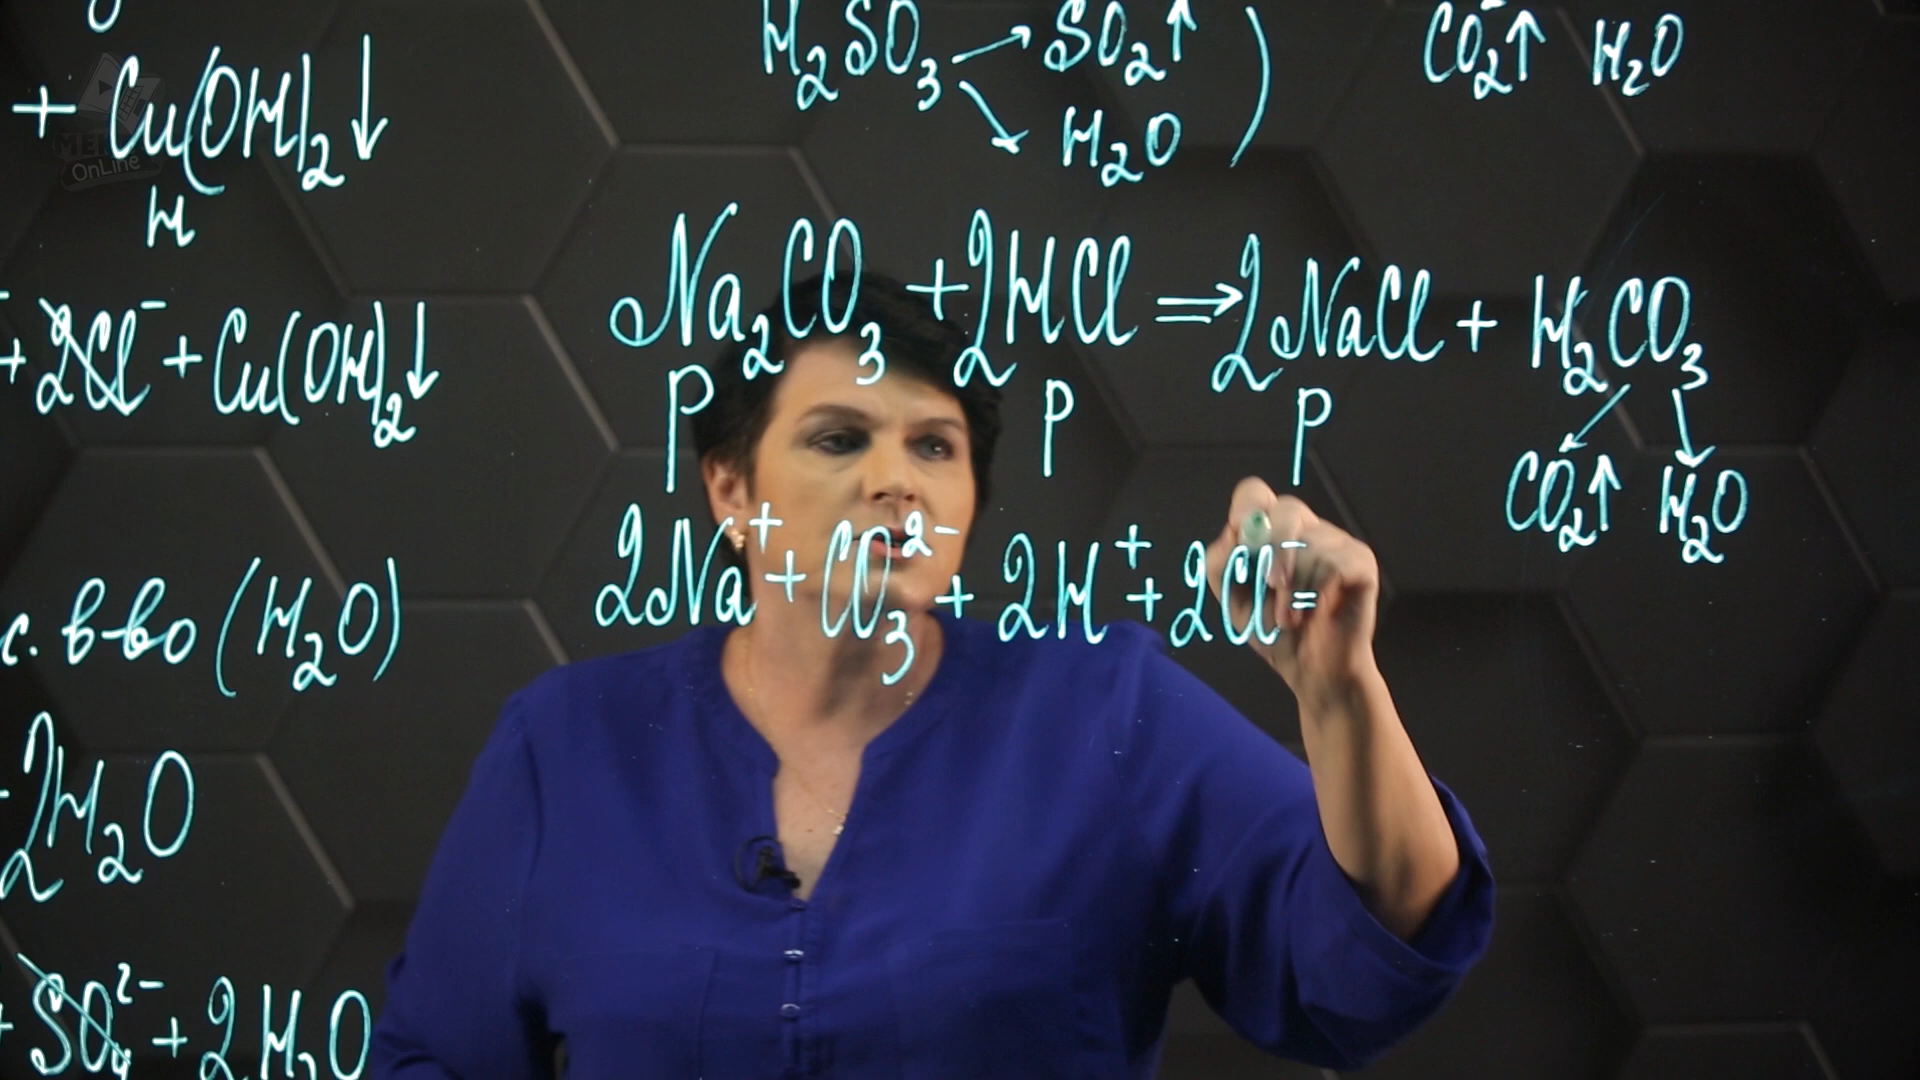 + Cu(OH)₂↓
н
+ 2Cl⁻ + Cu(OH)₂↓
с. в-во (H₂O)
2H₂O
+ SO₄²⁻ + 2H₂O
H₂SO₃ → SO₂↑
↘ H₂O )
CO₂↑ H₂O
Na₂CO₃ + 2HCl ⇒ 2NaCl + H₂CO₃
р р р
CO₂↑ H₂O
2Na⁺ + CO₃²⁻ + 2H⁺ + 2Cl⁻ =
OnLine